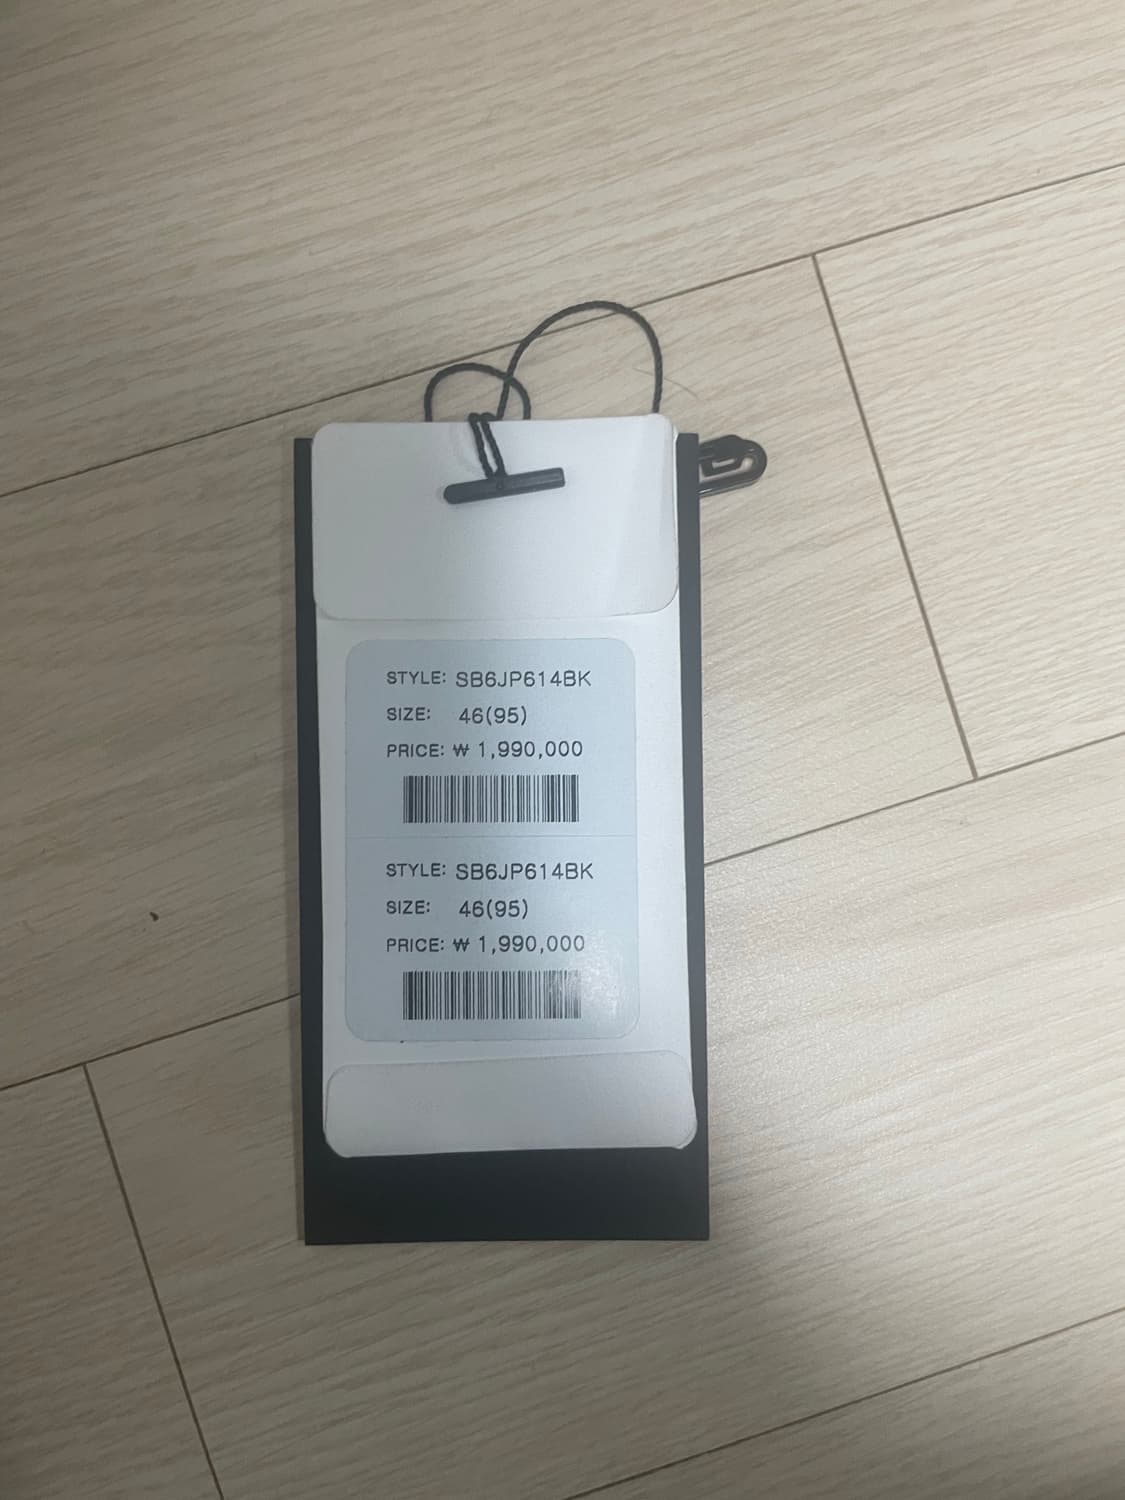 STYLE: SB6JP614BK
SIZE: 46(95)
PRICE: ₩ 1,990,000
STYLE: SB6JP614BK
SIZE: 46(95)
PRICE: ₩ 1,990,000